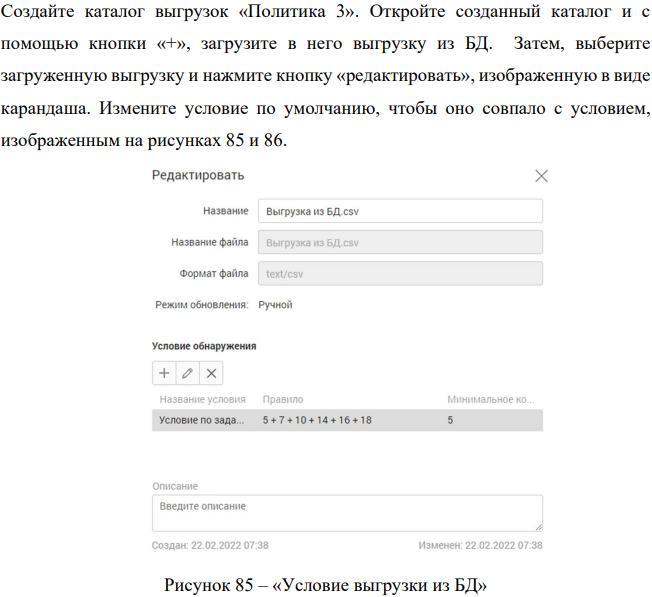 Создайте каталог выгрузок «Политика 3». Откройте созданный каталог и с
помощью кнопки «+», загрузите в него выгрузку из БД. Затем, выберите
загруженную выгрузку и нажмите кнопку «редактировать», изображенную в виде
карандаша. Измените условие по умолчанию, чтобы оно совпало с условием,
изображенным на рисунках 85 и 86.
Редактировать
Название Выгрузка из БД.csv
Название файла Выгрузка из БД.csv
Формат файла text/csv
Режим обновления: Ручной
Условие обнаружения
Название условия Правило Минимальное ко...
Условие по зада... 5 + 7 + 10 + 14 + 16 + 18 5
Описание
Введите описание
Создан: 22.02.2022 07:38 Изменен: 22.02.2022 07:38
Рисунок 85 – «Условие выгрузки из БД»